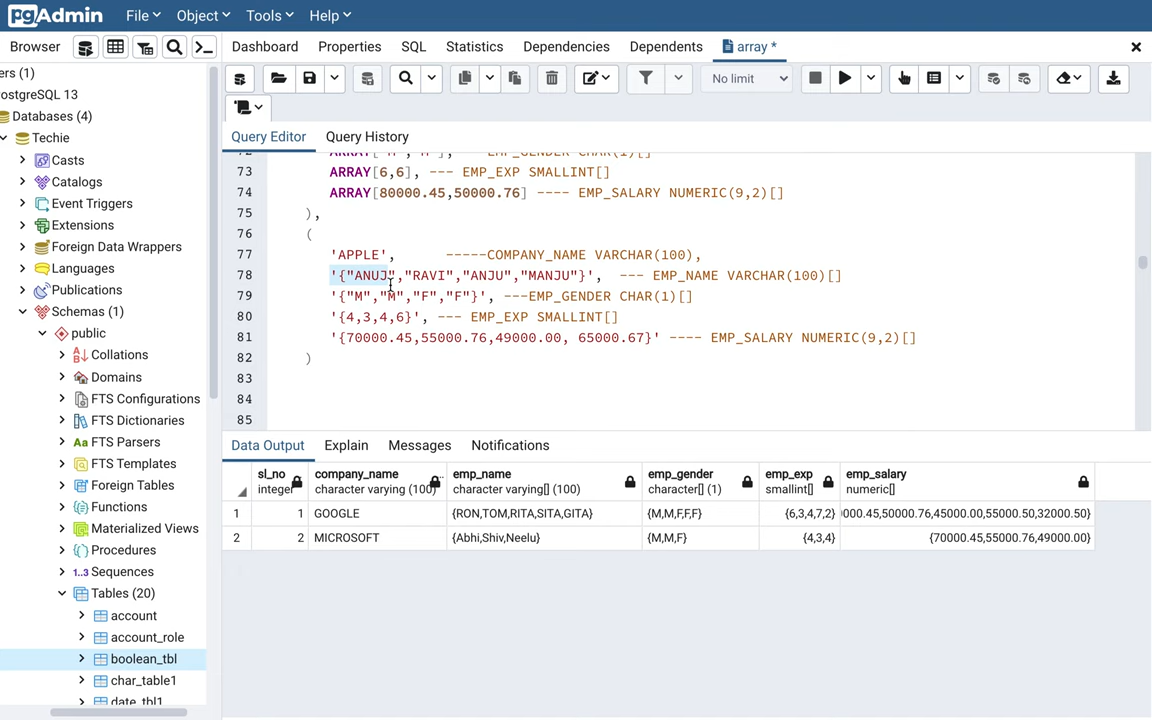 pgAdmin File Object Tools Help
Browser Dashboard Properties SQL Statistics Dependencies Dependents array *
ers (1)
ostgreSQL 13
Databases (4)
Techie
Casts
Catalogs
Event Triggers
Extensions
Foreign Data Wrappers
Languages
Publications
Schemas (1)
public
Collations
Domains
FTS Configurations
FTS Dictionaries
Aa FTS Parsers
FTS Templates
Foreign Tables
Functions
Materialized Views
Procedures
1..3 Sequences
Tables (20)
account
account_role
boolean_tbl
char_table1
date_tbl1
No limit
Query Editor Query History
72 ARRAY['M','M'], --- EMP_GENDER CHAR(1)[]
73 ARRAY[6,6], --- EMP_EXP SMALLINT[]
74 ARRAY[80000.45,50000.76] ---- EMP_SALARY NUMERIC(9,2)[]
75 ),
76 (
77 'APPLE', -----COMPANY_NAME VARCHAR(100),
78 '{"ANUJ","RAVI","ANJU","MANJU"}', --- EMP_NAME VARCHAR(100)[]
79 '{"M","M","F","F"}', ---EMP_GENDER CHAR(1)[]
80 '{4,3,4,6}', --- EMP_EXP SMALLINT[]
81 '{70000.45,55000.76,49000.00, 65000.67}' ---- EMP_SALARY NUMERIC(9,2)[]
82 )
83
84
85
Data Output Explain Messages Notifications
sl_no company_name emp_name emp_gender emp_exp emp_salary
integer character varying (100) character varying[] (100) character[] (1) smallint[] numeric[]
1 1 GOOGLE {RON,TOM,RITA,SITA,GITA} {M,M,F,F,F} {6,3,4,7,2} 000.45,50000.76,45000.00,55000.50,32000.50}
2 2 MICROSOFT {Abhi,Shiv,Neelu} {M,M,F} {4,3,4} {70000.45,55000.76,49000.00}